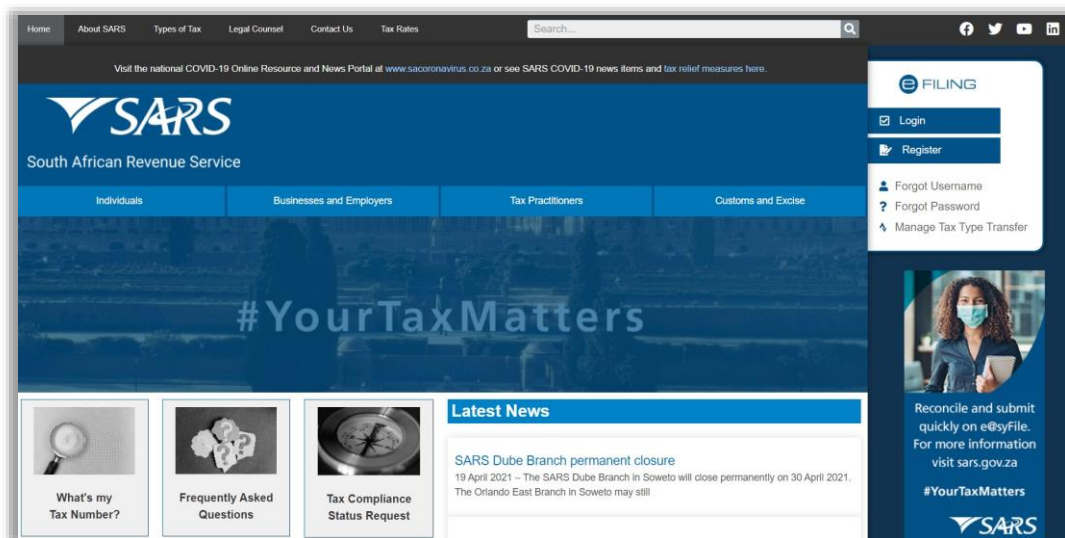 Home About SARS Types of Tax Legal Counsel Contact Us Tax Rates Search...
Visit the national COVID-19 Online Resource and News Portal at www.sacoronavirus.co.za or see SARS COVID-19 news items and tax relief measures here.
SARS
South African Revenue Service
Individuals Businesses and Employers Tax Practitioners Customs and Excise
#YourTaxMatters
What's my
Tax Number?
Frequently Asked
Questions
Tax Compliance
Status Request
Latest News
SARS Dube Branch permanent closure
19 April 2021 – The SARS Dube Branch in Soweto will close permanently on 30 April 2021.
The Orlando East Branch in Soweto may still
e FILING
Login
Register
Forgot Username
? Forgot Password
Manage Tax Type Transfer
Reconcile and submit
quickly on e@syFile.
For more information
visit sars.gov.za
#YourTaxMatters
SARS